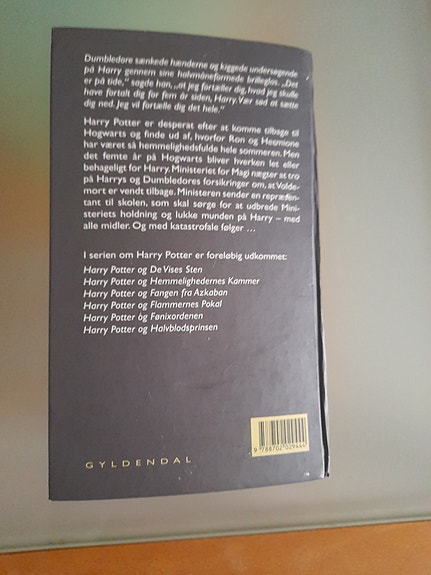 Dumbledore sænkede hænderne og kiggede undersøgende
på Harry gennem sine halvmåneformede brilleglas. „Det
er på tide,” sagde han, „at jeg fortæller dig, hvad jeg skulle
have fortalt dig for fem år siden, Harry. Vær sød at sætte
dig ned. Jeg vil fortælle dig det hele.”
Harry Potter er desperat efter at komme tilbage til
Hogwarts og finde ud af, hvorfor Ron og Hermione
har været så hemmelighedsfulde hele sommeren. Men
det femte år på Hogwarts bliver hverken let eller
behageligt for Harry. Ministeriet for Magi nægter at tro
på Harrys og Dumbledores forsikringer om, at Volde-
mort er vendt tilbage. Ministeren sender en repræsen-
tant til skolen, som skal sørge for at udbrede Mini-
steriets holdning og lukke munden på Harry – med
alle midler. Og med katastrofale følger ...
I serien om Harry Potter er foreløbig udkommet:
Harry Potter og De Vises Sten
Harry Potter og Hemmelighedernes Kammer
Harry Potter og Fangen fra Azkaban
Harry Potter og Flammernes Pokal
Harry Potter og Fønixordenen
Harry Potter og Halvblodsprinsen
GYLDENDAL
9 788702 029444